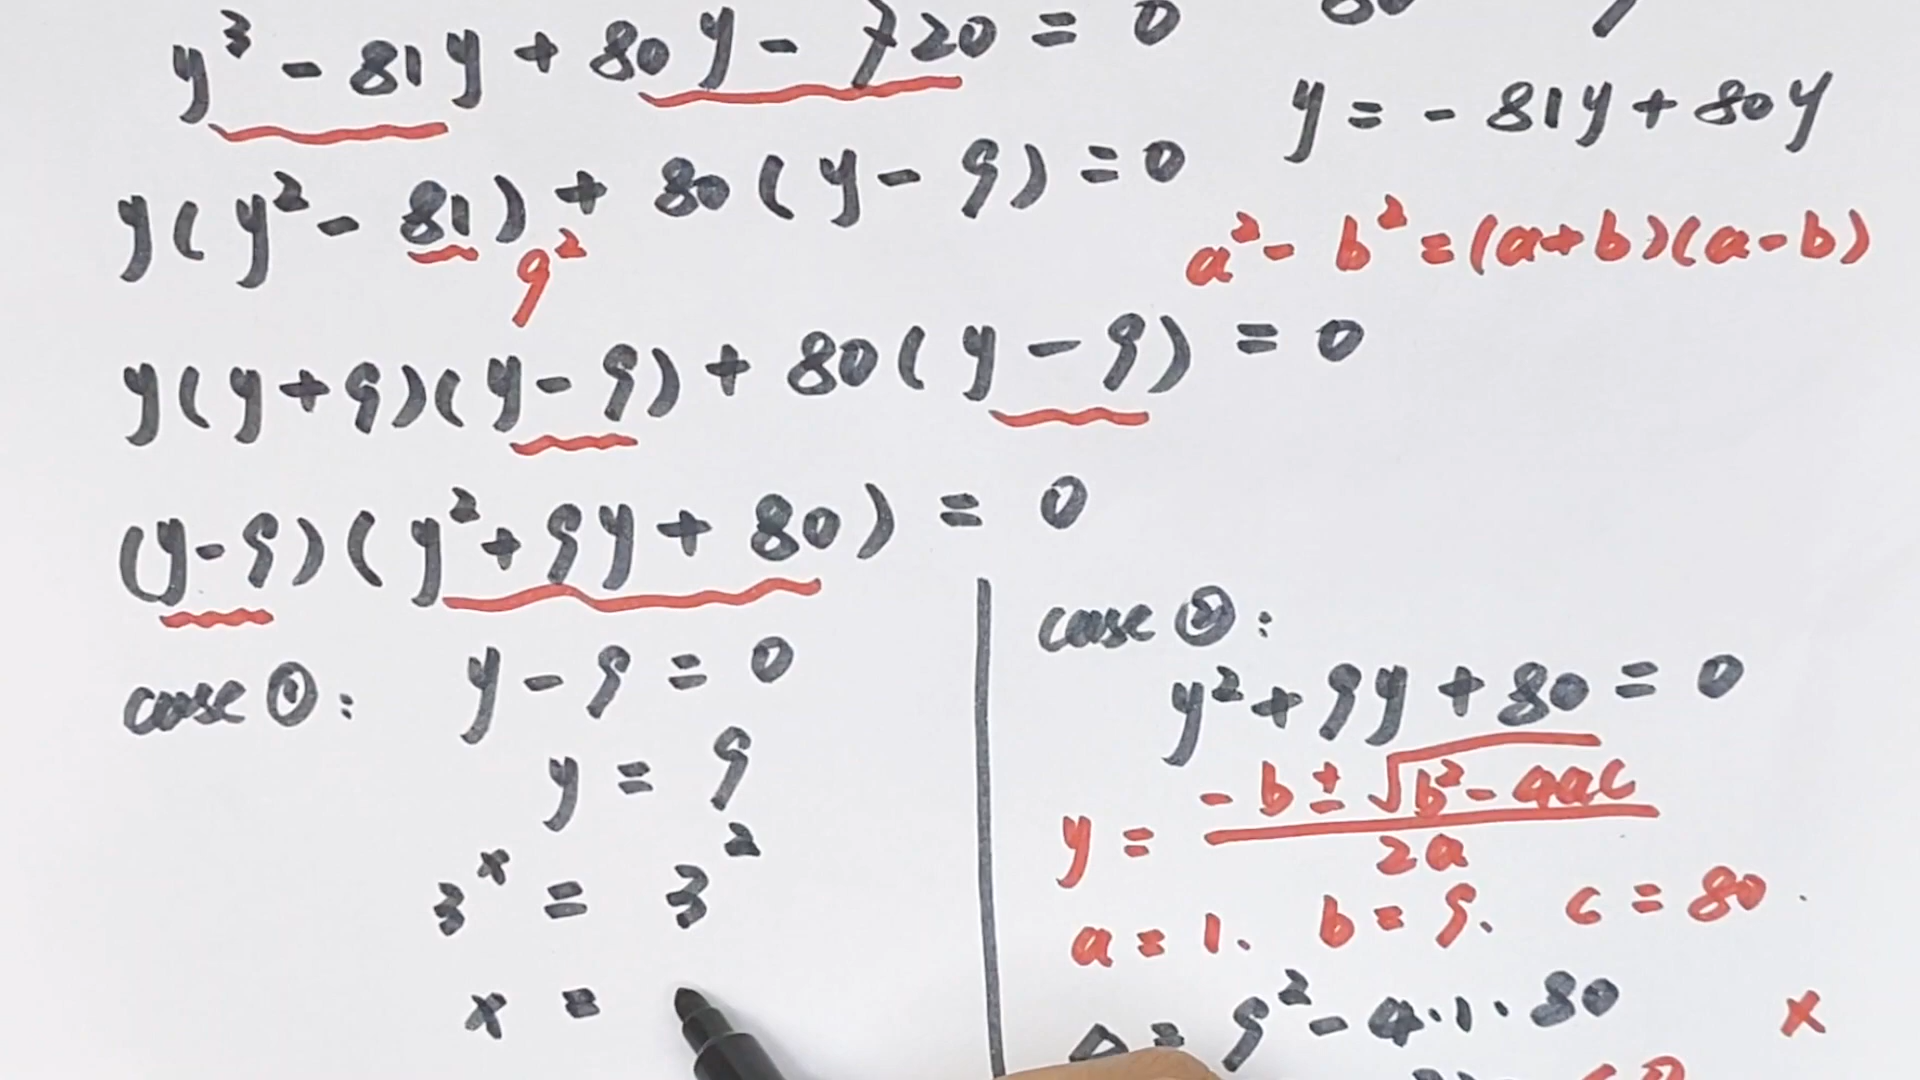 y³ - 81y + 80y - 720 = 0
y = - 81y + 80y
y(y² - 81) + 80(y - 9) = 0
9²
a² - b² = (a+b)(a-b)
y(y+9)(y-9) + 80(y-9) = 0
(y-9)(y²+9y+80) = 0
case ①: y - 9 = 0
y = 9
3ˣ = 3²
x =
case ②:
y² + 9y + 80 = 0
y = -b ± √b² - 4ac / 2a
a = 1. b = 9. c = 80.
Δ = 9² - 4·1·80
x